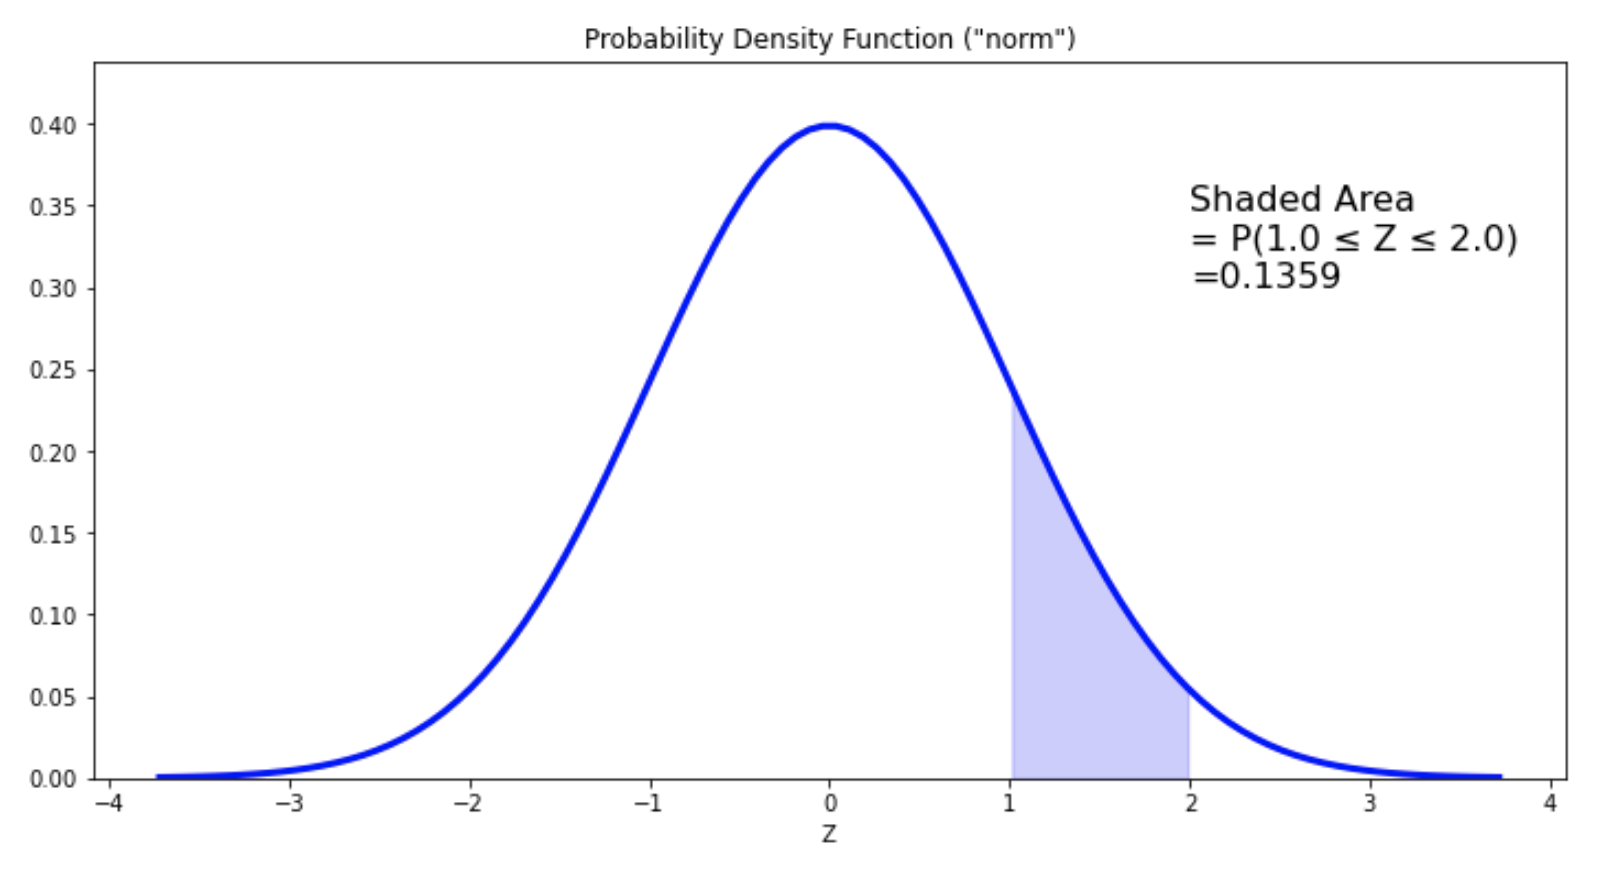 Probability Density Function ("norm")
0.40
0.35
0.30
0.25
0.20
0.15
0.10
0.05
0.00
Shaded Area
= P(1.0 ≤ Z ≤ 2.0)
=0.1359
−4 −3 −2 −1 0 1 2 3 4
Z